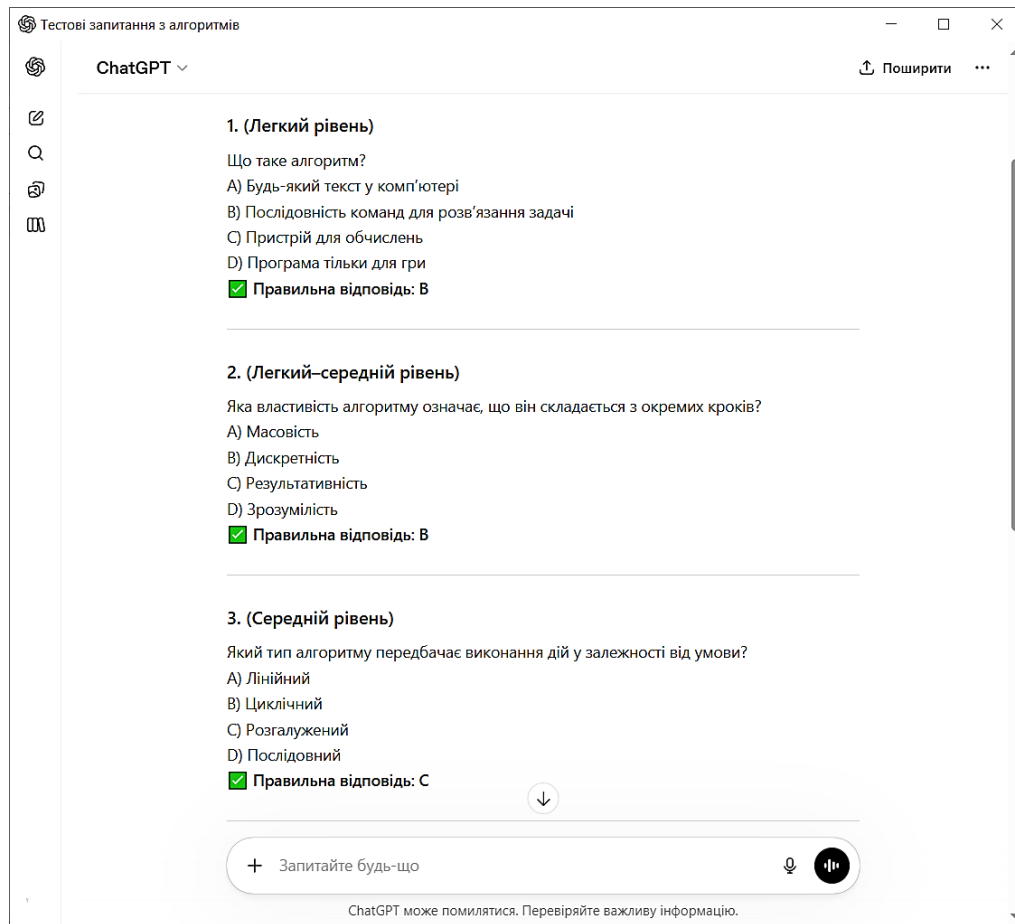 Тестові запитання з алгоритмів
ChatGPT
Поширити
1. (Легкий рівень)
Що таке алгоритм?
A) Будь-який текст у комп’ютері
B) Послідовність команд для розв’язання задачі
C) Пристрій для обчислень
D) Програма тільки для гри
✅ Правильна відповідь: B
2. (Легкий–середній рівень)
Яка властивість алгоритму означає, що він складається з окремих кроків?
A) Масовість
B) Дискретність
C) Результативність
D) Зрозумілість
✅ Правильна відповідь: B
3. (Середній рівень)
Який тип алгоритму передбачає виконання дій у залежності від умови?
A) Лінійний
B) Циклічний
C) Розгалужений
D) Послідовний
✅ Правильна відповідь: C
Запитайте будь-що
ChatGPT може помилятися. Перевіряйте важливу інформацію.